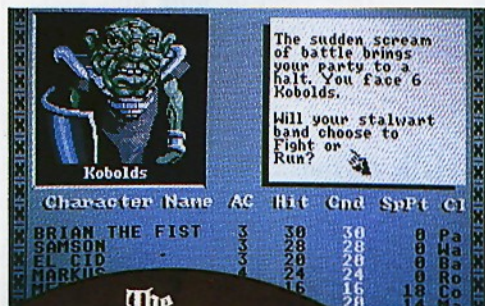 The sudden scream
of battle brings
your party to a
halt. You face 6
Kobolds.
Will your stalwart
band choose to
Fight or
Run?
Kobolds
Character Name AC Hit Cnd SpPt Cl
BRIAN THE FIST 3 30 30 0 Pa
SAMSON 3 28 28 0 Wa
EL CID 3 20 20 0 Ba
MARKUS 4 24 24 0 Ro
16 16 18 Co
20
The